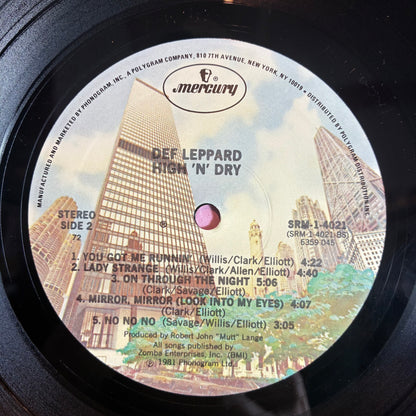 MANUFACTURED AND MARKETED BY PHONOGRAM, INC., A POLYGRAM COMPANY, 810 7TH AVENUE, NEW YORK, NY 10019 • DISTRIBUTED BY POLYGRAM DISTRIBUTION, INC.
mercury
DEF LEPPARD
HIGH 'N' DRY
STEREO
SIDE 2
72
SRM-1-4021
(SRM-1-4021-BS)
6359 045
1. YOU GOT ME RUNNIN' (Willis/Clark/Elliott) 4:22
2. LADY STRANGE (Willis/Clark/Allen/Elliott) 4:40
3. ON THROUGH THE NIGHT 5:06
(Clark/Savage/Elliott)
4. MIRROR, MIRROR (LOOK INTO MY EYES) 4:07
(Clark/Elliott)
5. NO NO NO (Savage/Willis/Elliott) 3:05
Produced by Robert John "Mutt" Lange
All songs published by
Zomba Enterprises, Inc. (BMI)
℗ 1981 Phonogram Ltd.